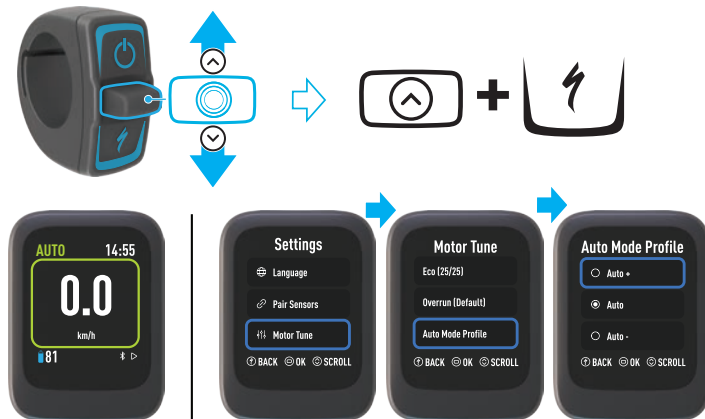 AUTO 14:55
0.0
km/h
81
Settings
Language
Pair Sensors
Motor Tune
BACK OK SCROLL
Motor Tune
Eco (25/25)
Overrun (Default)
Auto Mode Profile
BACK OK SCROLL
Auto Mode Profile
Auto +
Auto
Auto -
BACK OK SCROLL